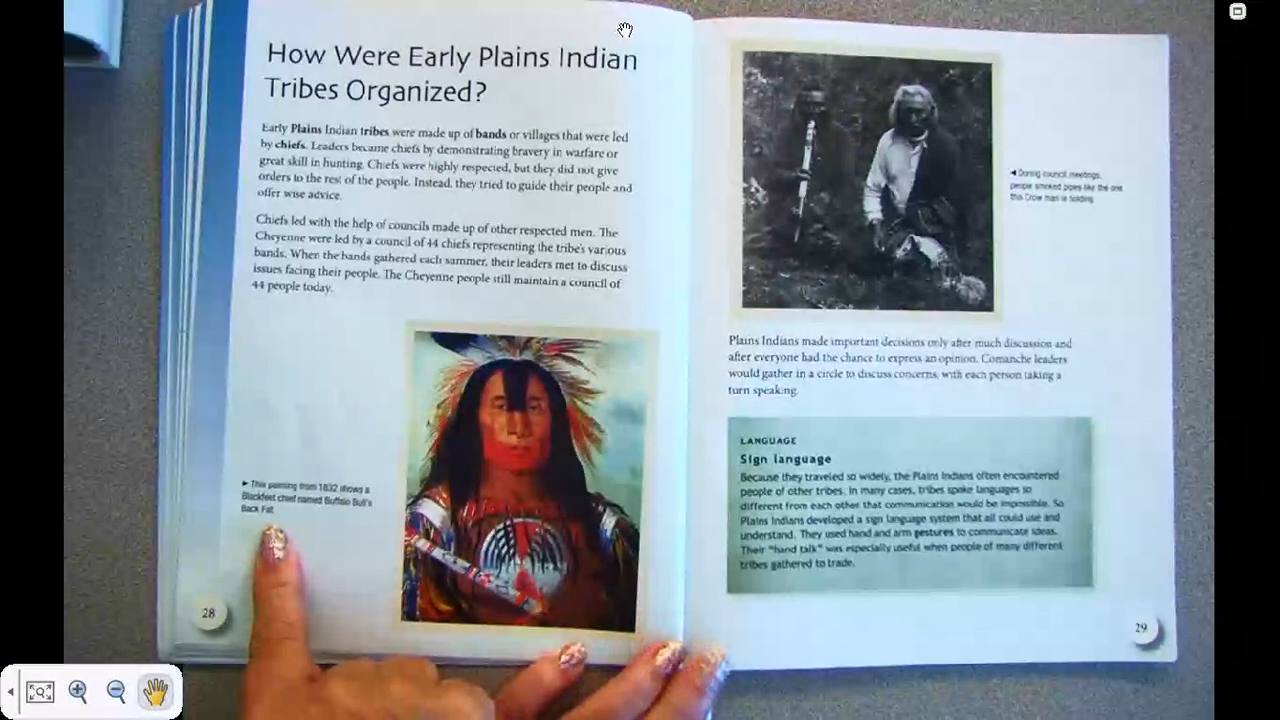 How Were Early Plains Indian
Tribes Organized?
Early Plains Indian tribes were made up of bands or villages that were led
by chiefs. Leaders became chiefs by demonstrating bravery in warfare or
great skill in hunting. Chiefs were highly respected, but they did not give
orders to the rest of the people. Instead, they tried to guide their people and
offer wise advice.
Chiefs led with the help of councils made up of other respected men. The
Cheyenne were led by a council of 44 chiefs representing the tribe's various
bands. When the bands gathered each summer, their leaders met to discuss
issues facing their people. The Cheyenne people still maintain a council of
44 people today.
► This painting from 1832 shows a
Blackfeet chief named Buffalo Bull's
Back Fat.
28
◄ During council meetings,
people smoked pipes like the one
this Crow man is holding.
Plains Indians made important decisions only after much discussion and
after everyone had the chance to express an opinion. Comanche leaders
would gather in a circle to discuss concerns, with each person taking a
turn speaking.
LANGUAGE
Sign language
Because they traveled so widely, the Plains Indians often encountered
people of other tribes. In many cases, tribes spoke languages so
different from each other that communication would be impossible. So
Plains Indians developed a sign language system that all could use and
understand. They used hand and arm gestures to communicate ideas.
Their "hand talk" was especially useful when people of many different
tribes gathered to trade.
29